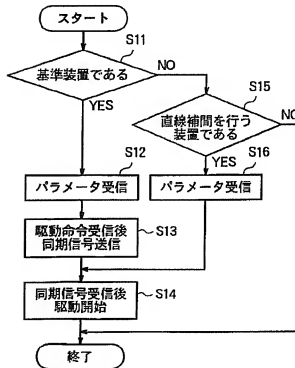 スタート
S11
基準装置である
NO
YES
S15
直線補間を行う
装置である
NO
YES
S12
パラメータ受信
S16
パラメータ受信
駆動命令受信後
同期信号送信
S13
同期信号受信後
駆動開始
S14
終了